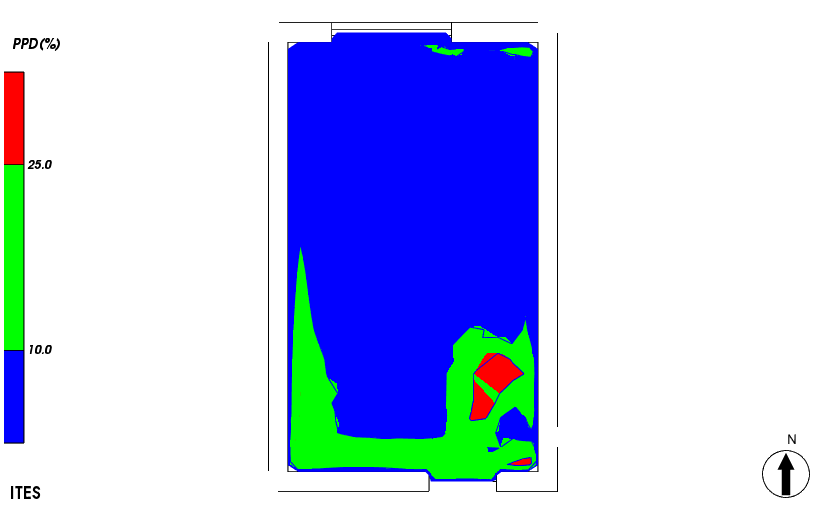 PPD(%)
25.0
10.0
N
ITES